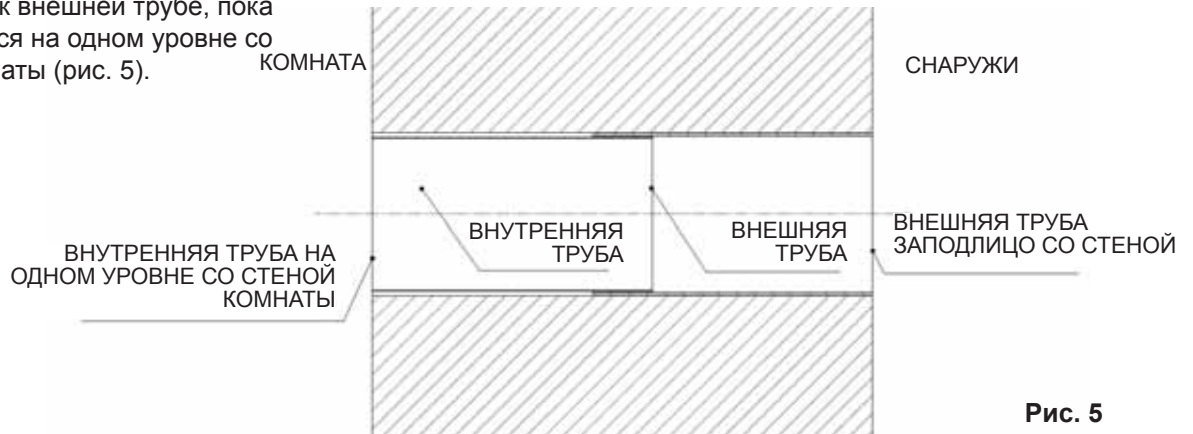 к внешней трубе, пока
ся на одном уровне со
аты (рис. 5).
КОМНАТА
СНАРУЖИ
ВНУТРЕННЯЯ ТРУБА НА
ОДНОМ УРОВНЕ СО СТЕНОЙ
КОМНАТЫ
ВНУТРЕННЯЯ
ТРУБА
ВНЕШНЯЯ
ТРУБА
ВНЕШНЯЯ ТРУБА
ЗАПОДЛИЦО СО СТЕНОЙ
Рис. 5